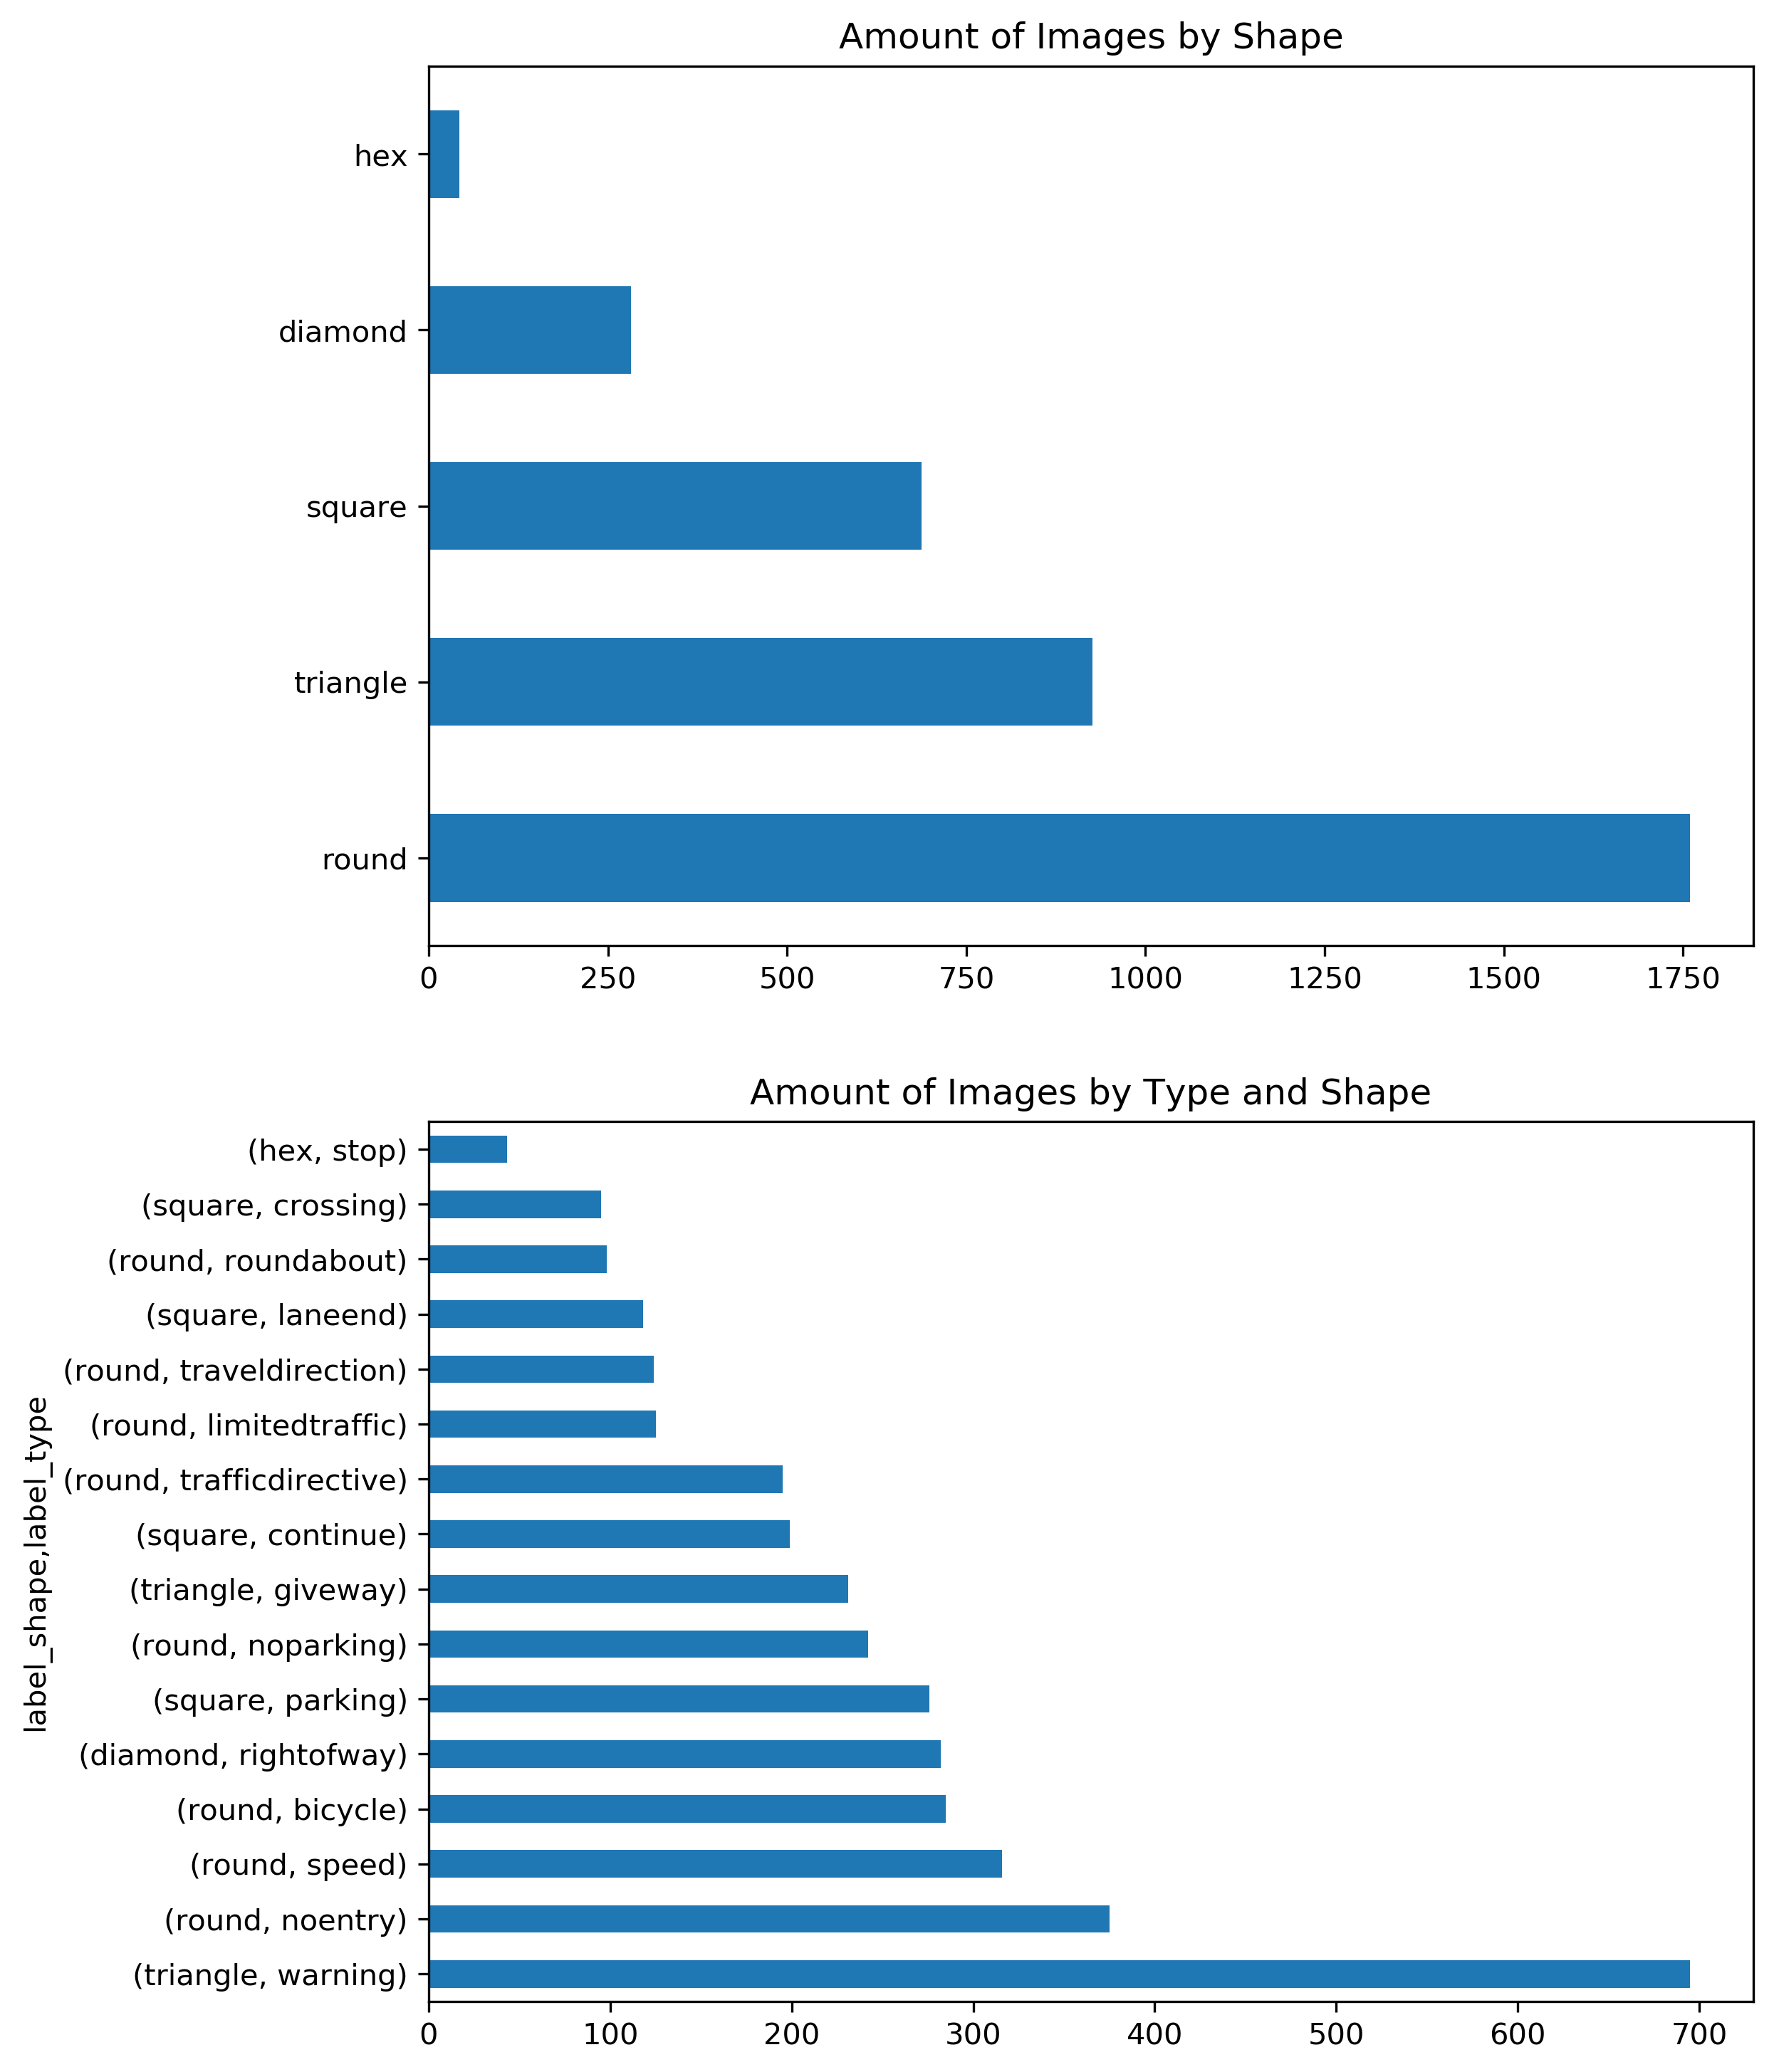 Amount of Images by Shape
hex
diamond
square
triangle
round
0 250 500 750 1000 1250 1500 1750
Amount of Images by Type and Shape
label_shape,label_type
(hex, stop)
(square, crossing)
(round, roundabout)
(square, laneend)
(round, traveldirection)
(round, limitedtraffic)
(round, trafficdirective)
(square, continue)
(triangle, giveway)
(round, noparking)
(square, parking)
(diamond, rightofway)
(round, bicycle)
(round, speed)
(round, noentry)
(triangle, warning)
0 100 200 300 400 500 600 700